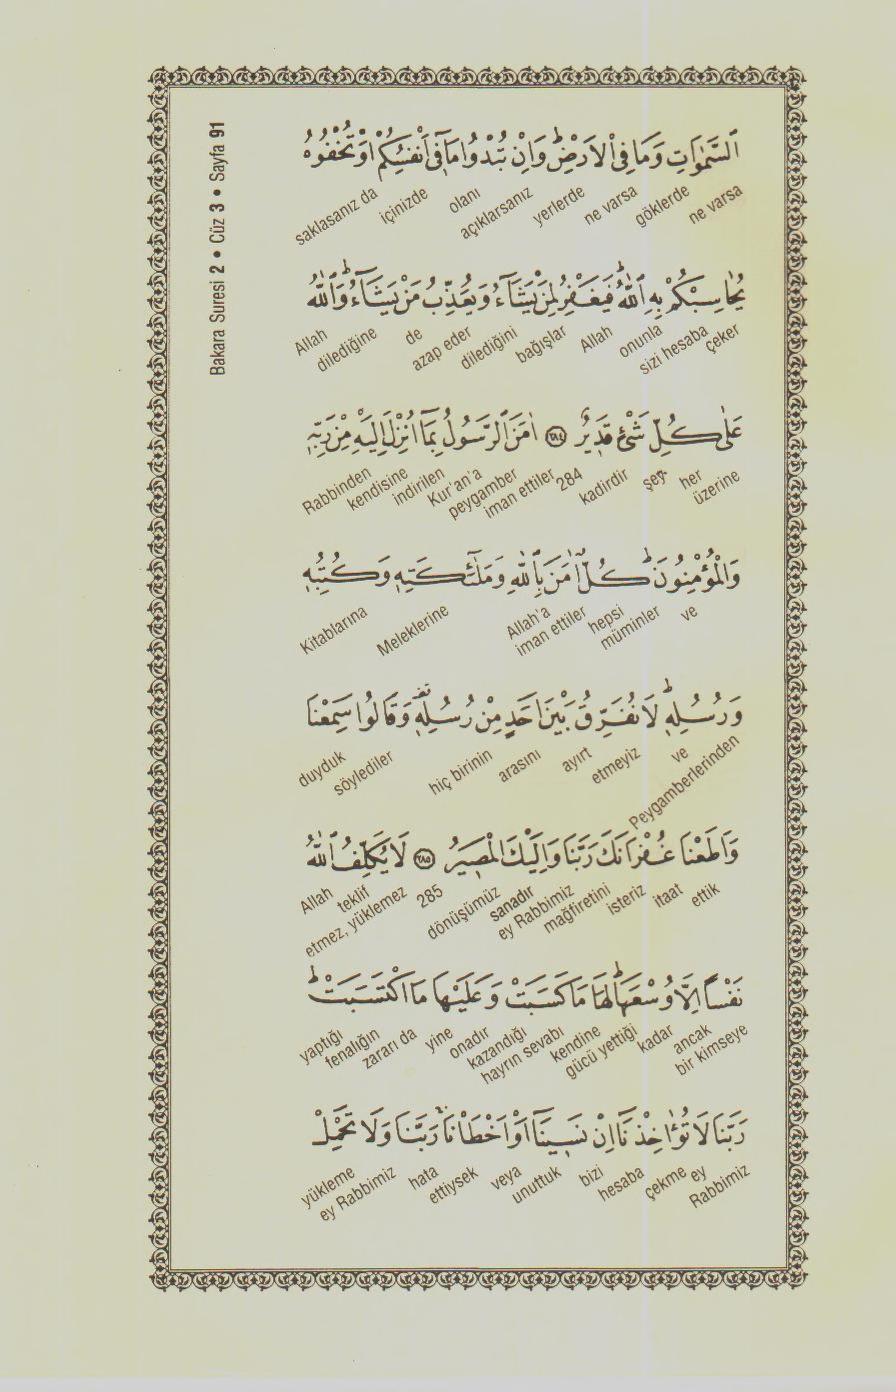 Bakara Suresi 2 • Cüz 3 • Sayfa 91
اَلسَّمٰوَاتِ وَمَا فِى الْاَرْضِۜ وَاِنْ تُبْدُوا مَا فٖٓى اَنْفُسِكُمْ اَوْ تُخْفُوهُ
ne varsa göklerde ne varsa yerlerde açıklarsanız olanı içinizde saklasanız da
يُحَاسِبْكُمْ بِهِ اللّٰهُۜ فَيَغْفِرُ لِمَنْ يَشَٓاءُ وَيُعَذِّبُ مَنْ يَشَٓاءُۜ وَاللّٰهُ
çeker sizi hesaba onunla Allah bağışlar dilediğini azap eder de dilediğine Allah
عَلٰى كُلِّ شَیْءٍ قَدٖيرٌ ﴿٢٨٤﴾ اٰمَنَ الرَّسُولُ بِمَٓا اُنْزِلَ اِلَيْهِ مِنْ رَبِّهٖ
üzerine her şey kadirdir 284 iman ettiler peygamber Kur'an'a indirilen kendisine Rabbinden
وَالْمُؤْمِنُونَۜ كُلٌّ اٰمَنَ بِاللّٰهِ وَمَلٰٓئِكَتِهٖ وَكُتُبِهٖ
ve müminler hepsi iman ettiler Allah'a Meleklerine Kitablarına
وَرُسُلِهٖۜ لَا نُفَرِّقُ بَيْنَ اَحَدٍ مِنْ رُسُلِهٖ۠ وَقَالُوا سَمِعْنَا
Peygamberlerinden ve etmeyiz ayırt arasını hiç birinin söylediler duyduk
وَاَطَعْنَا غُفْرَانَكَ رَبَّنَا وَاِلَيْكَ الْمَصٖيرُ ﴿٢٨٥﴾ لَا يُكَلِّفُ اللّٰهُ
ettik itaat isteriz mağfiretini ey Rabbimiz sanadır dönüşümüz 285 etmez, yüklemez teklif Allah
نَفْساً اِلَّا وُسْعَهَاۜ لَهَا مَا كَسَبَتْ وَعَلَيْهَا مَا اكْتَسَبَتْۜ
bir kimseye ancak kadar gücü yettiği kendine hayrın sevabı kazandığı onadır yine zararı da fenalığın yaptığı
رَبَّنَا لَا تُؤٰاخِذْنَٓا اِنْ نَسٖينَٓا اَوْ اَخْطَأْنَا رَبَّنَا وَلَا تَحْمِلْ
Rabbimiz ey çekme hesaba bizi unuttuk veya ettiysek hata ey Rabbimiz yükleme